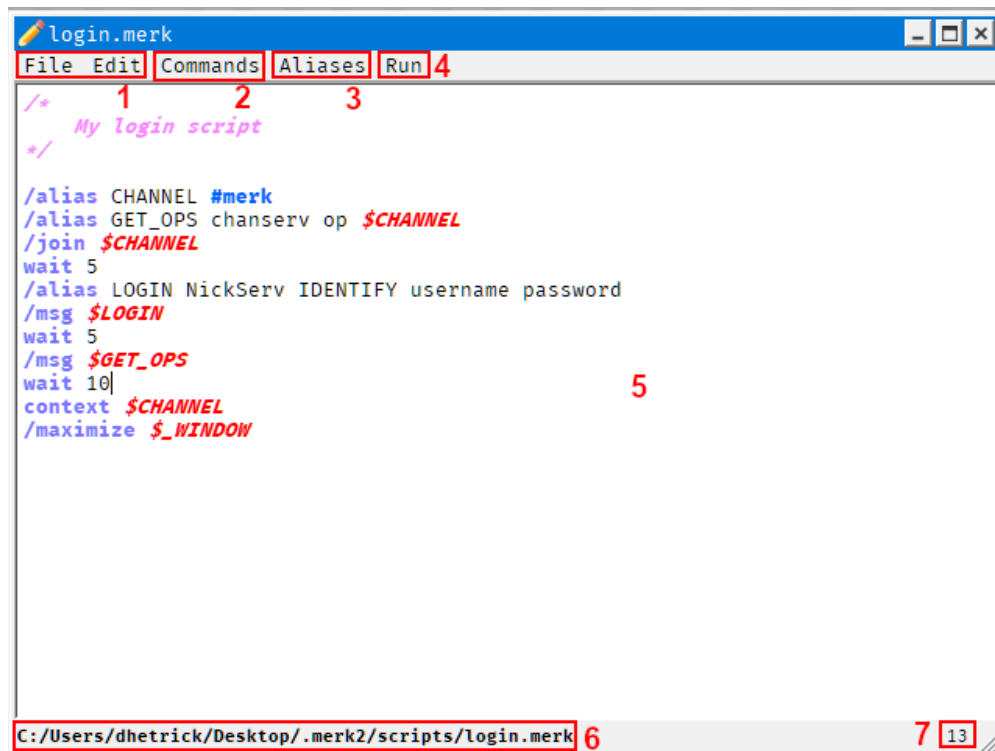 login.merk
File Edit Commands Aliases Run 4
1 2 3
/*
My login script
*/
/alias CHANNEL #merk
/alias GET_OPS chanserv op $CHANNEL
/join $CHANNEL
wait 5
/alias LOGIN NickServ IDENTIFY username password
/msg $LOGIN
wait 5
/msg $GET_OPS
wait 10
5
context $CHANNEL
/maximize $_WINDOW
C:/Users/dhetrick/Desktop/.merk2/scripts/login.merk 6 7 13